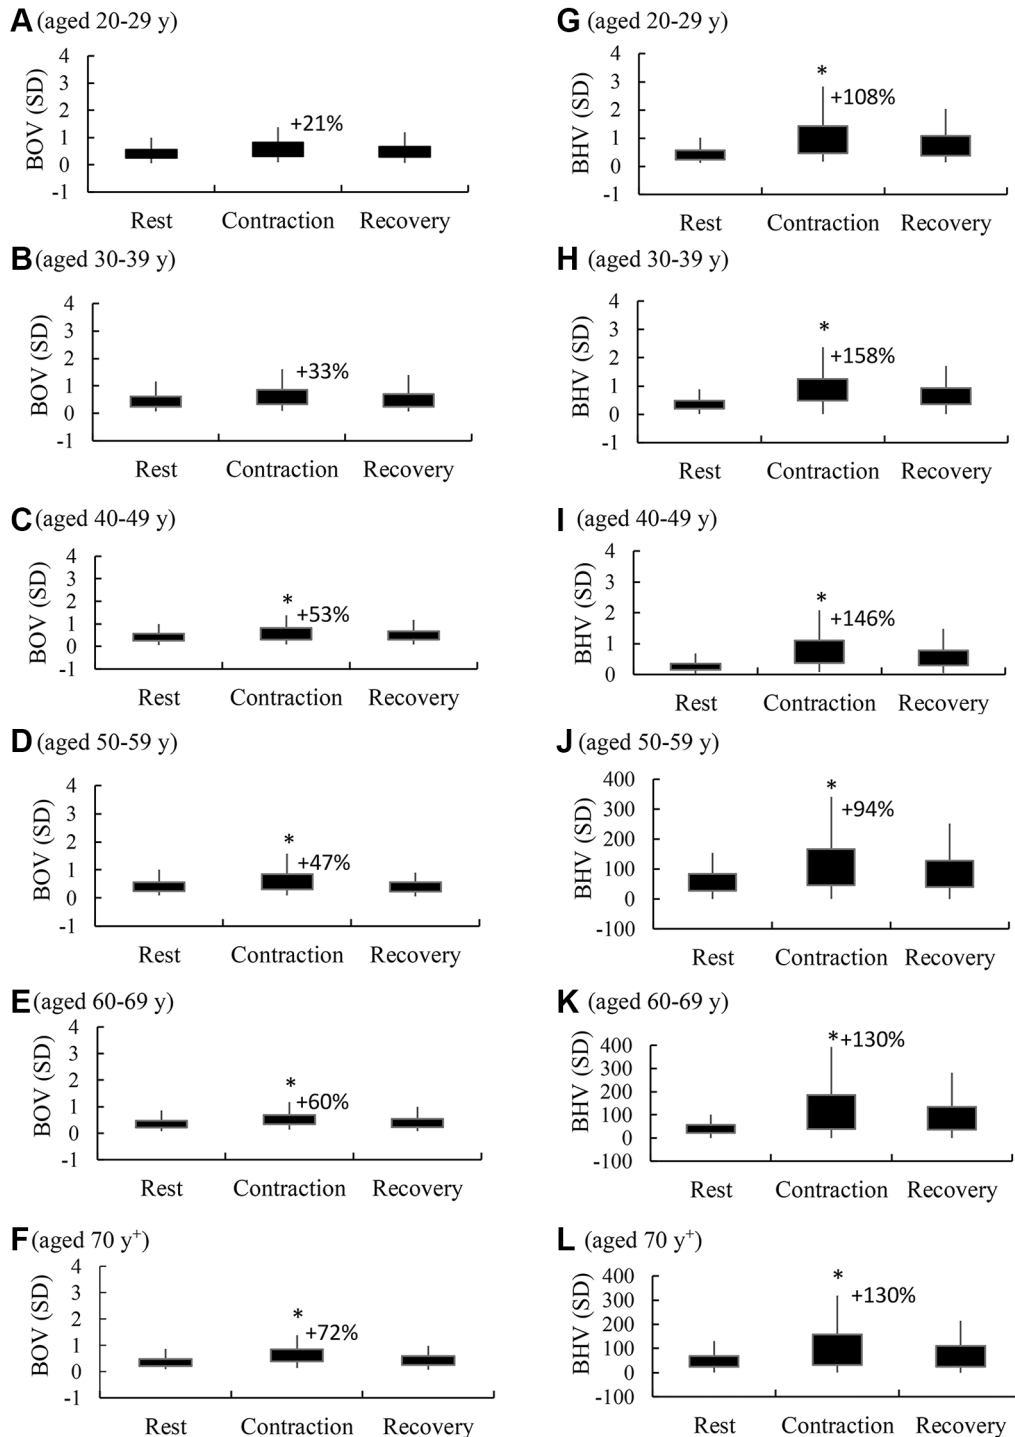 A (aged 20-29 y)
BOV (SD)
4
3
2
1
0
-1
+21%
Rest Contraction Recovery
B (aged 30-39 y)
BOV (SD)
4
3
2
1
0
-1
+33%
Rest Contraction Recovery
C (aged 40-49 y)
BOV (SD)
4
3
2
1
0
-1
*
+53%
Rest Contraction Recovery
D (aged 50-59 y)
BOV (SD)
4
3
2
1
0
-1
*
+47%
Rest Contraction Recovery
E (aged 60-69 y)
BOV (SD)
4
3
2
1
0
-1
*
+60%
Rest Contraction Recovery
F (aged 70 y+)
BOV (SD)
4
3
2
1
0
-1
*
+72%
Rest Contraction Recovery
G (aged 20-29 y)
BHV (SD)
4
3
2
1
0
-1
*
+108%
Rest Contraction Recovery
H (aged 30-39 y)
BHV (SD)
4
3
2
1
0
-1
*
+158%
Rest Contraction Recovery
I (aged 40-49 y)
BHV (SD)
4
3
2
1
0
*
+146%
Rest Contraction Recovery
J (aged 50-59 y)
BHV (SD)
400
300
200
100
0
-100
*
+94%
Rest Contraction Recovery
K (aged 60-69 y)
BHV (SD)
400
300
200
100
0
-100
*+130%
Rest Contraction Recovery
L (aged 70 y+)
BHV (SD)
400
300
200
100
0
-100
*
+130%
Rest Contraction Recovery